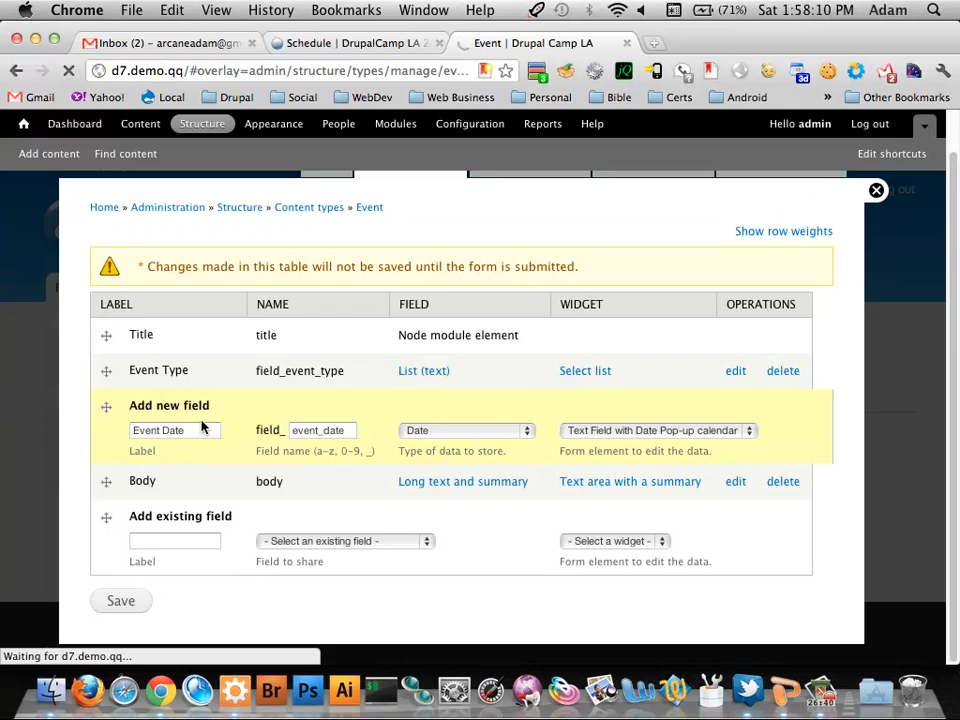 Chrome File Edit View History Bookmarks Window Help (71%) Sat 1:58:10 PM Adam
Inbox (2) - arcaneadam@gm Schedule | DrupalCamp LA 2 Event | Drupal Camp LA
d7.demo.qq/#overlay=admin/structure/types/manage/ev...
Gmail Yahoo! Local Drupal Social WebDev Web Business Personal Bible Certs Android » Other Bookmarks
Dashboard Content Structure Appearance People Modules Configuration Reports Help Hello admin Log out
Add content Find content Edit shortcuts
Home » Administration » Structure » Content types » Event
Show row weights
* Changes made in this table will not be saved until the form is submitted.
LABEL NAME FIELD WIDGET OPERATIONS
Title title Node module element
Event Type field_event_type List (text) Select list edit delete
Add new field
Event Date field_ event_date Date Text Field with Date Pop-up calendar
Label Field name (a-z, 0-9, _) Type of data to store. Form element to edit the data.
Body body Long text and summary Text area with a summary edit delete
Add existing field
- Select an existing field - - Select a widget -
Label Field to share Form element to edit the data.
Save
Waiting for d7.demo.qq...
Br Ps Ai 26:40